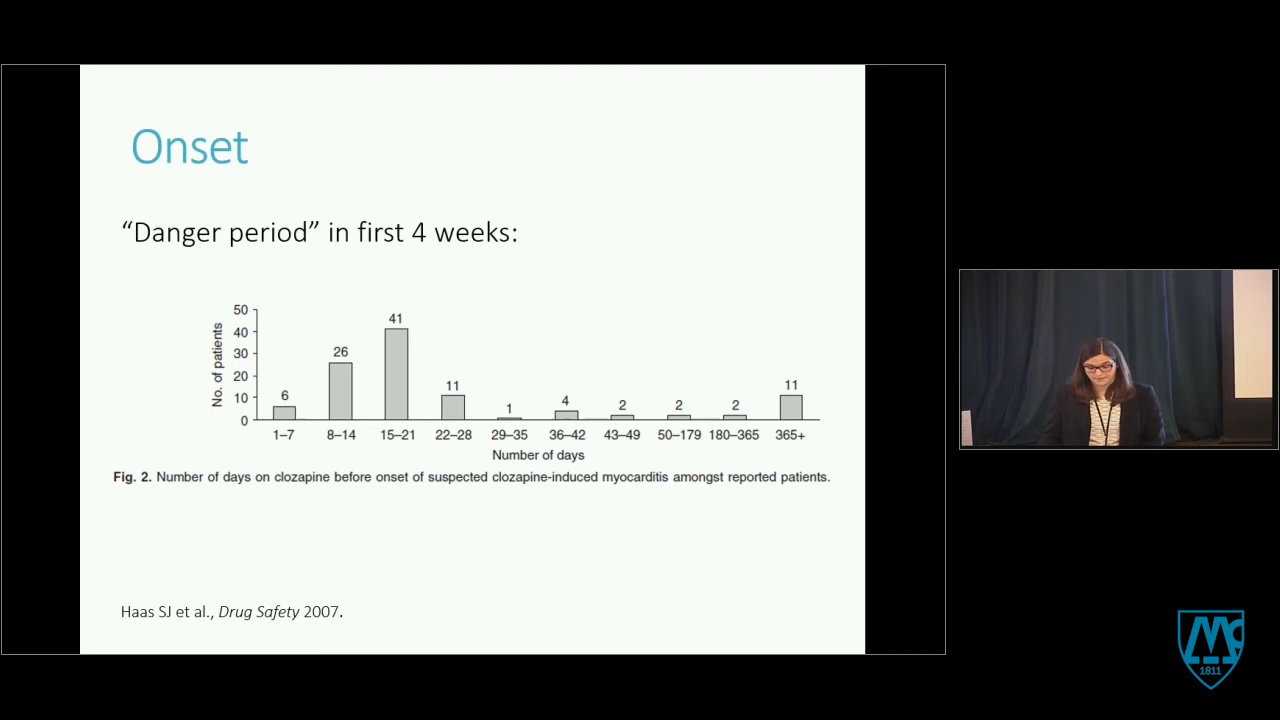 Onset
“Danger period” in first 4 weeks:
No. of patients
50
40
30
20
10
0
6
26
41
11
1
4
2
2
2
11
1–7 8–14 15–21 22–28 29–35 36–42 43–49 50–179 180–365 365+
Number of days
Fig. 2. Number of days on clozapine before onset of suspected clozapine-induced myocarditis amongst reported patients.
Haas SJ et al., Drug Safety 2007.
Mc
1811